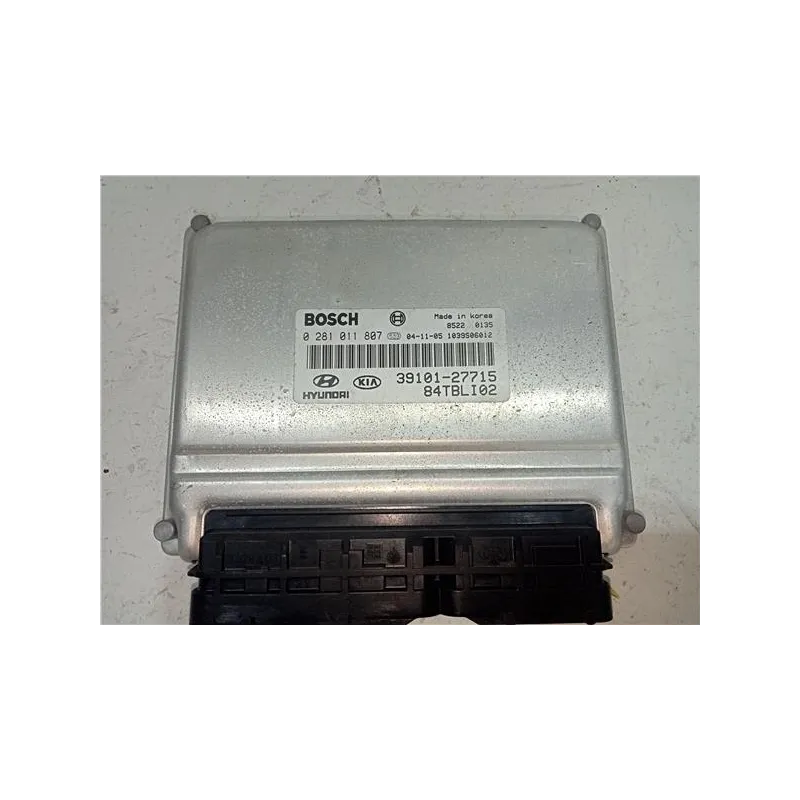 BOSCH Made in korea
8522 0135
0 281 011 807 04-11-05 1039S06012
39101-27715
HYUNDAI KIA 84TBLI02